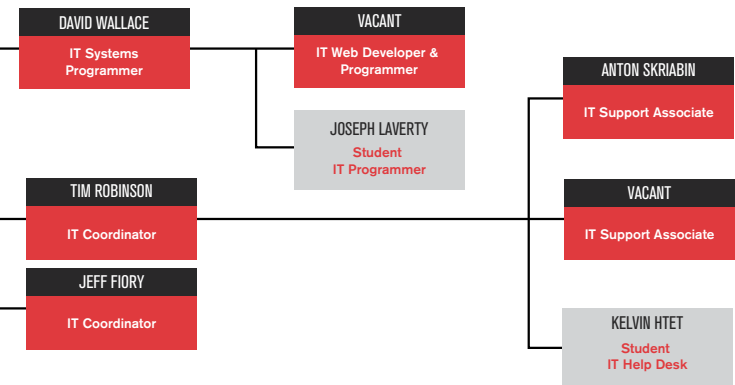 DAVID WALLACE
IT Systems
Programmer
VACANT
IT Web Developer &
Programmer
JOSEPH LAVERTY
Student
IT Programmer
ANTON SKRIABIN
IT Support Associate
TIM ROBINSON
IT Coordinator
VACANT
IT Support Associate
JEFF FIORY
IT Coordinator
KELVIN HTET
Student
IT Help Desk